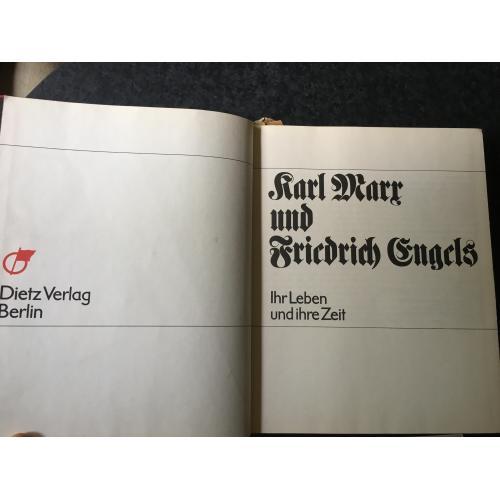 Dietz Verlag
Berlin
Karl Marx
und
Friedrich Engels
Ihr Leben
und ihre Zeit